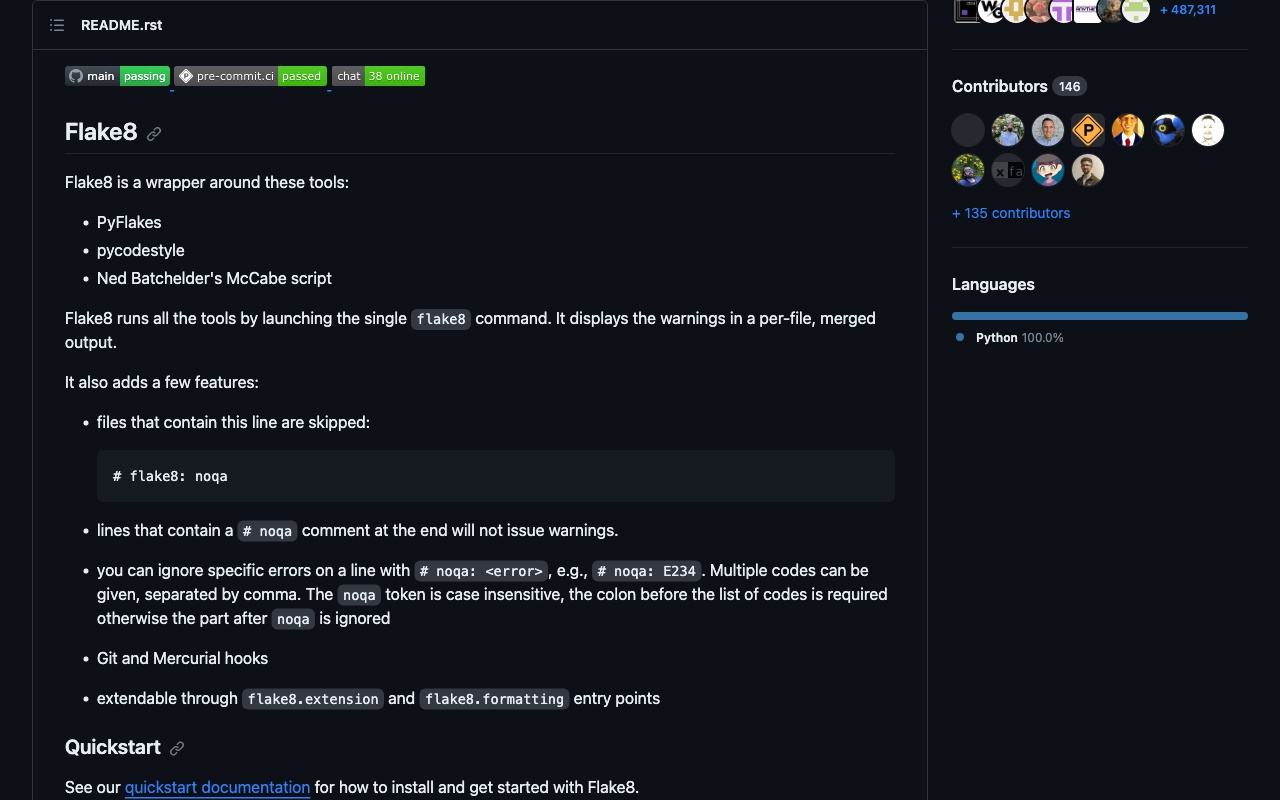 README.rst
main passing pre-commit.ci passed chat 38 online
Flake8
Flake8 is a wrapper around these tools:
• PyFlakes
• pycodestyle
• Ned Batchelder's McCabe script
Flake8 runs all the tools by launching the single flake8 command. It displays the warnings in a per-file, merged
output.
It also adds a few features:
• files that contain this line are skipped:
# flake8: noqa
• lines that contain a # noqa comment at the end will not issue warnings.
• you can ignore specific errors on a line with # noqa: <error>, e.g., # noqa: E234. Multiple codes can be
given, separated by comma. The noqa token is case insensitive, the colon before the list of codes is required
otherwise the part after noqa is ignored
• Git and Mercurial hooks
• extendable through flake8.extension and flake8.formatting entry points
Quickstart
See our quickstart documentation for how to install and get started with Flake8.
+ 487,311
Contributors 146
P
+ 135 contributors
Languages
Python 100.0%